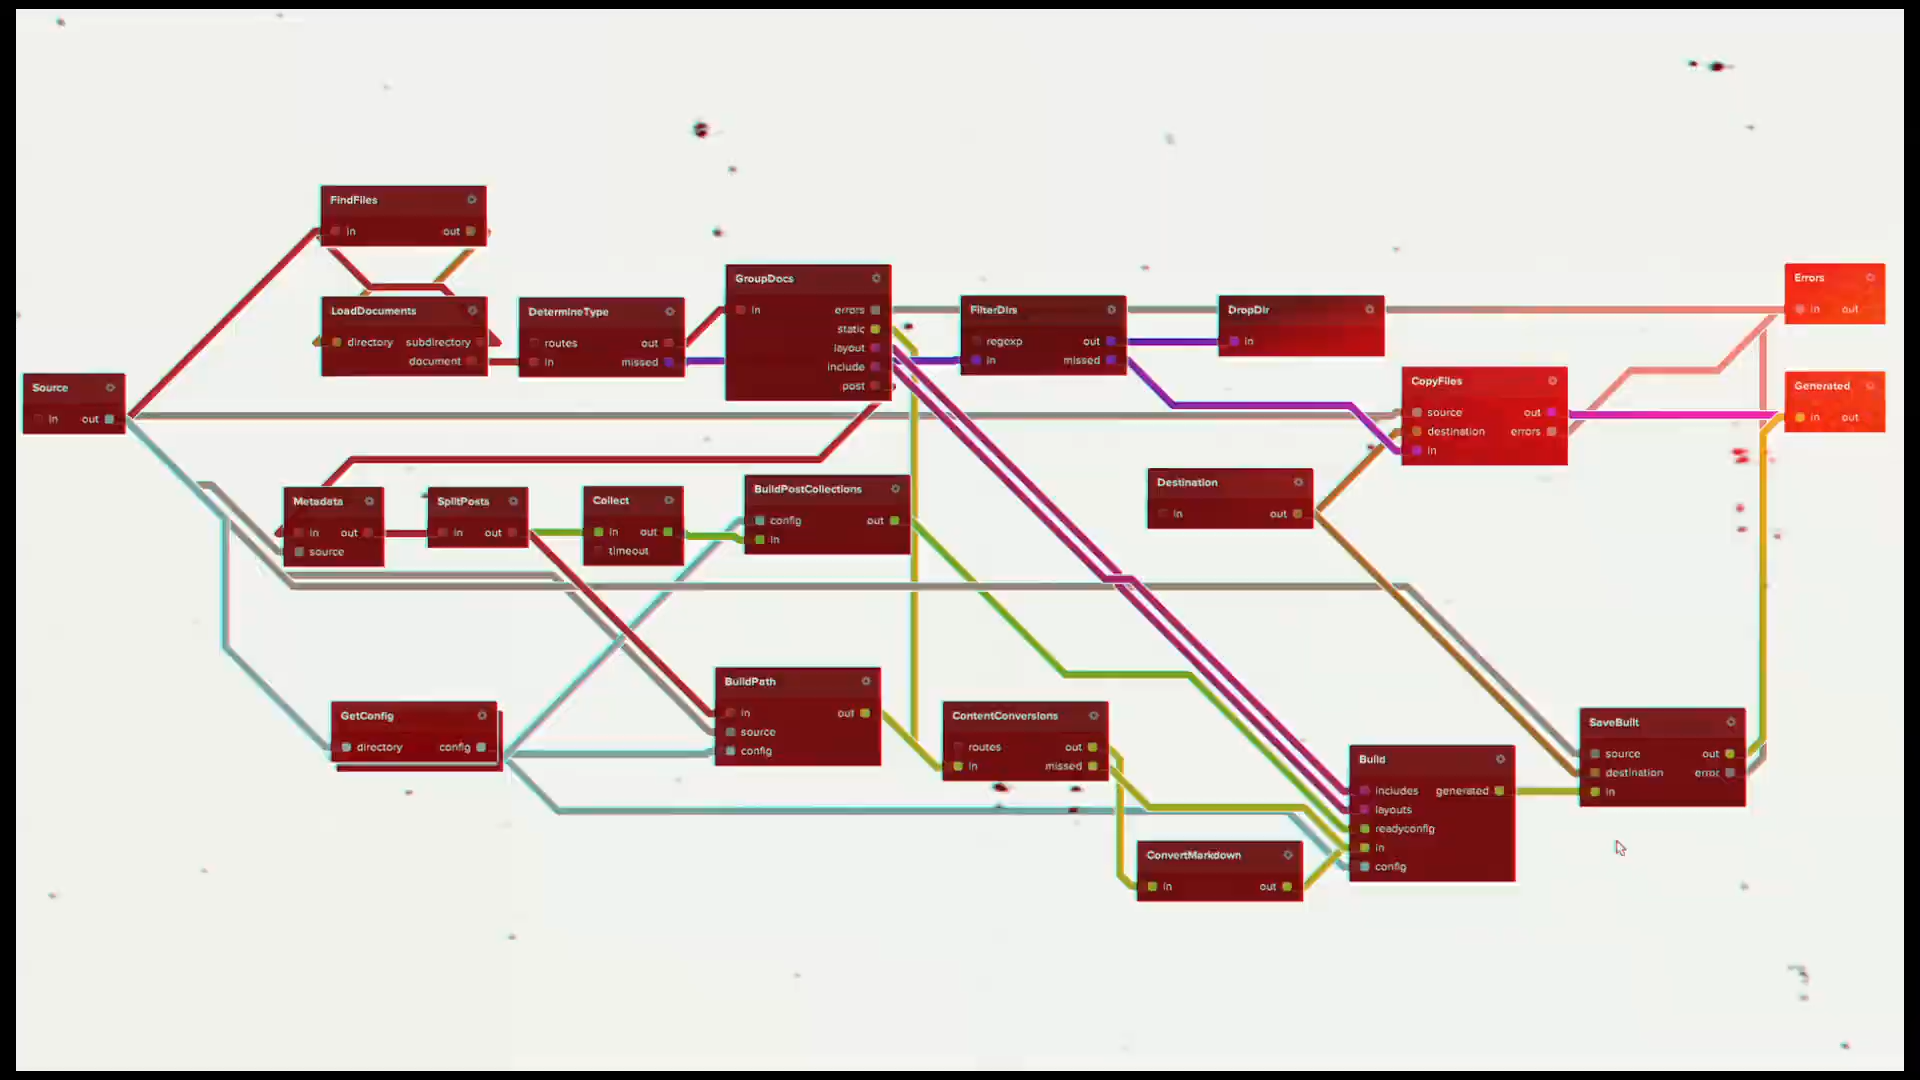 FindFiles
in out
LoadDocuments
directory subdirectory
document
DetermineType
routes out
in missed
GroupDocs
in errors
static
layout
include
post
FilterDirs
regexp out
in missed
DropDir
in
Errors
in out
Generated
in out
CopyFiles
source out
destination errors
in
Source
in out
Destination
in out
Metadata
in out
source
SplitPosts
in out
Collect
in out
timeout
BuildPostCollections
config out
in
GetConfig
directory config
BuildPath
in out
source
config
ContentConversions
routes out
in missed
ConvertMarkdown
in out
Build
includes generated
layouts
readyconfig
in
config
SaveBuilt
source out
destination error
in